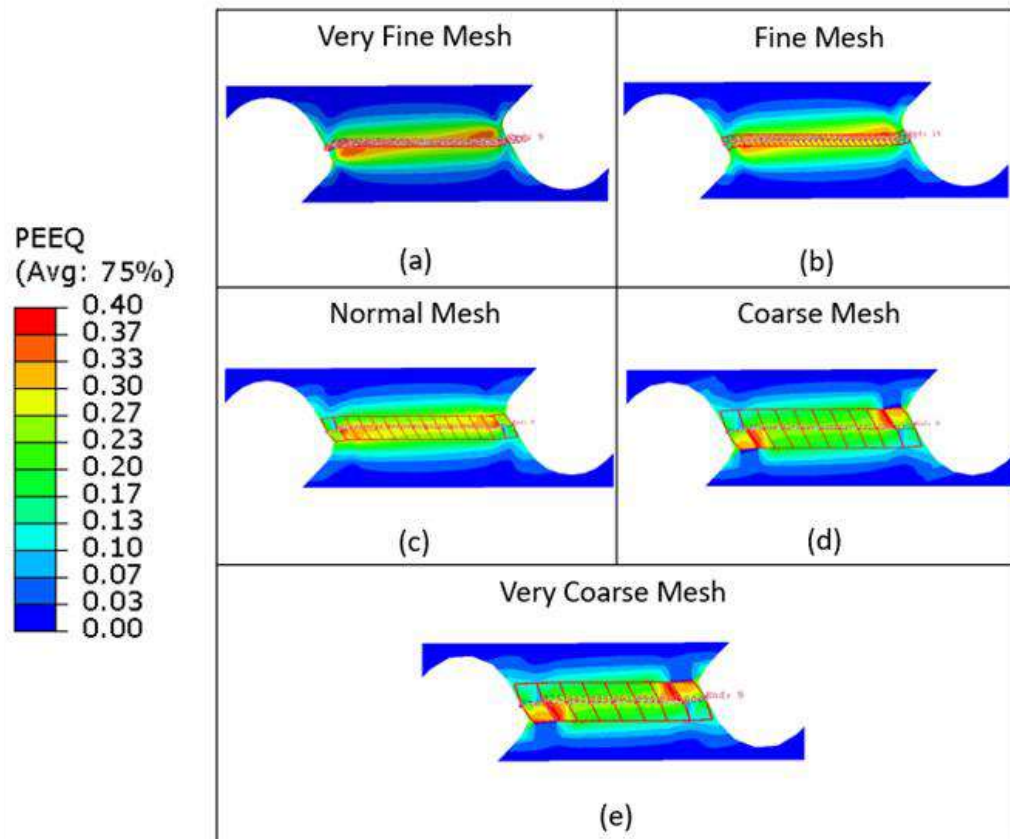 Very Fine Mesh
Fine Mesh
(a)
(b)
PEEQ
(Avg: 75%)
0.40
0.37
0.33
0.30
0.27
0.23
0.20
0.17
0.13
0.10
0.07
0.03
0.00
Normal Mesh
Coarse Mesh
(c)
(d)
Very Coarse Mesh
(e)